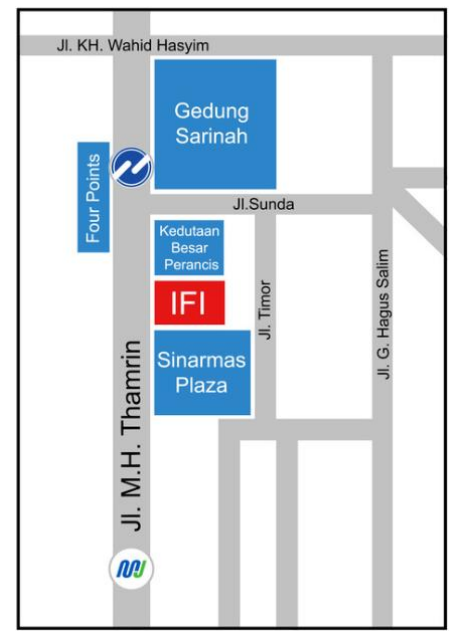 Jl. KH. Wahid Hasyim
Gedung
Sarinah
Four Points
Jl.Sunda
Kedutaan
Besar
Perancis
IFI
Jl. Timor
Jl. G. Hagus Salim
Sinarmas
Plaza
Jl. M.H. Thamrin